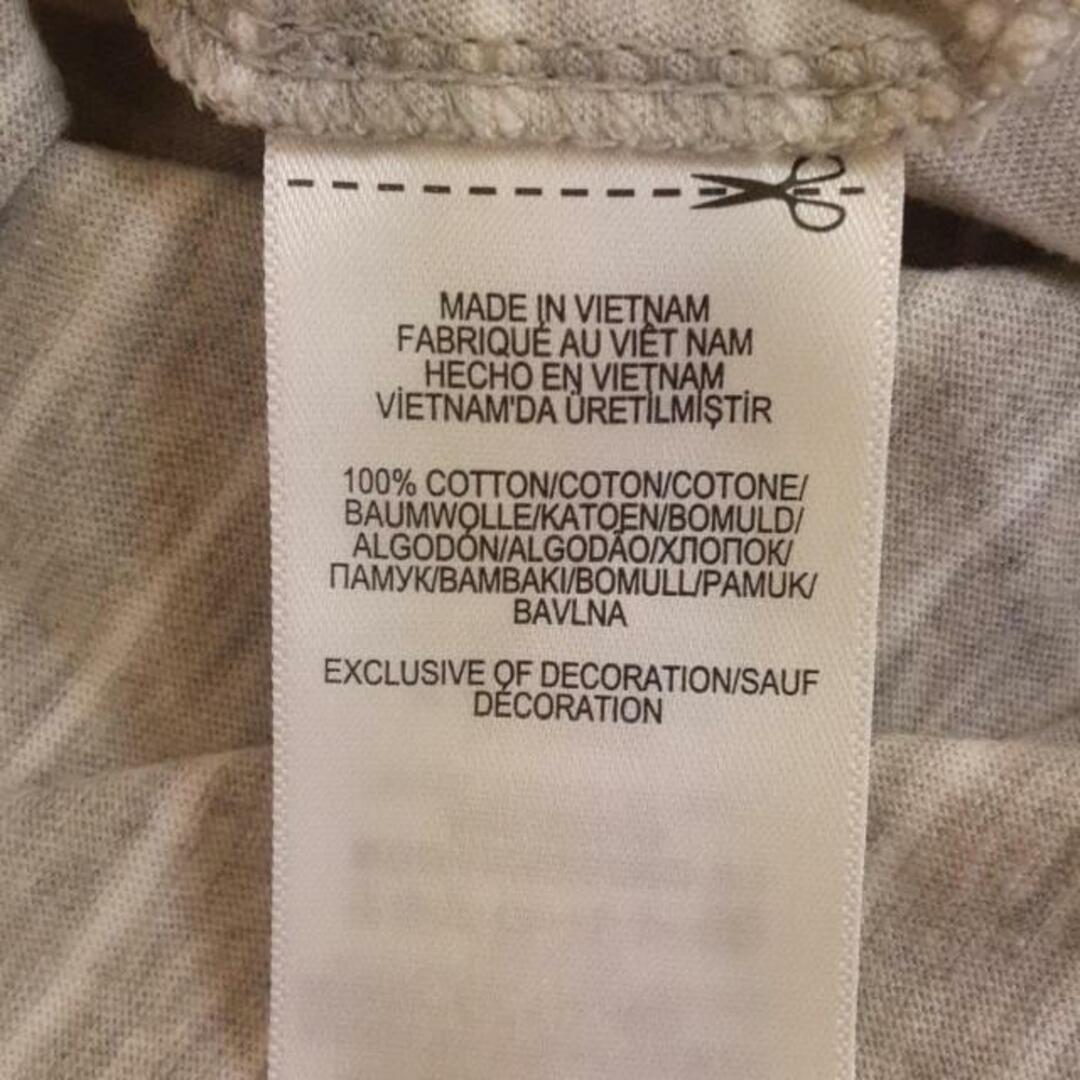 MADE IN VIETNAM
FABRIQUÉ AU VIÊT NAM
HECHO EN VIETNAM
VİETNAM'DA ÜRETİLMİŞTİR
100% COTTON/COTON/COTONE/
BAUMWOLLE/KATOEN/BOMULD/
ALGODÓN/ALGODÃO/ХЛОПОК/
ПАМУК/BAMBAKI/BOMULL/PAMUK/
BAVLNA
EXCLUSIVE OF DECORATION/SAUF
DÉCORATION